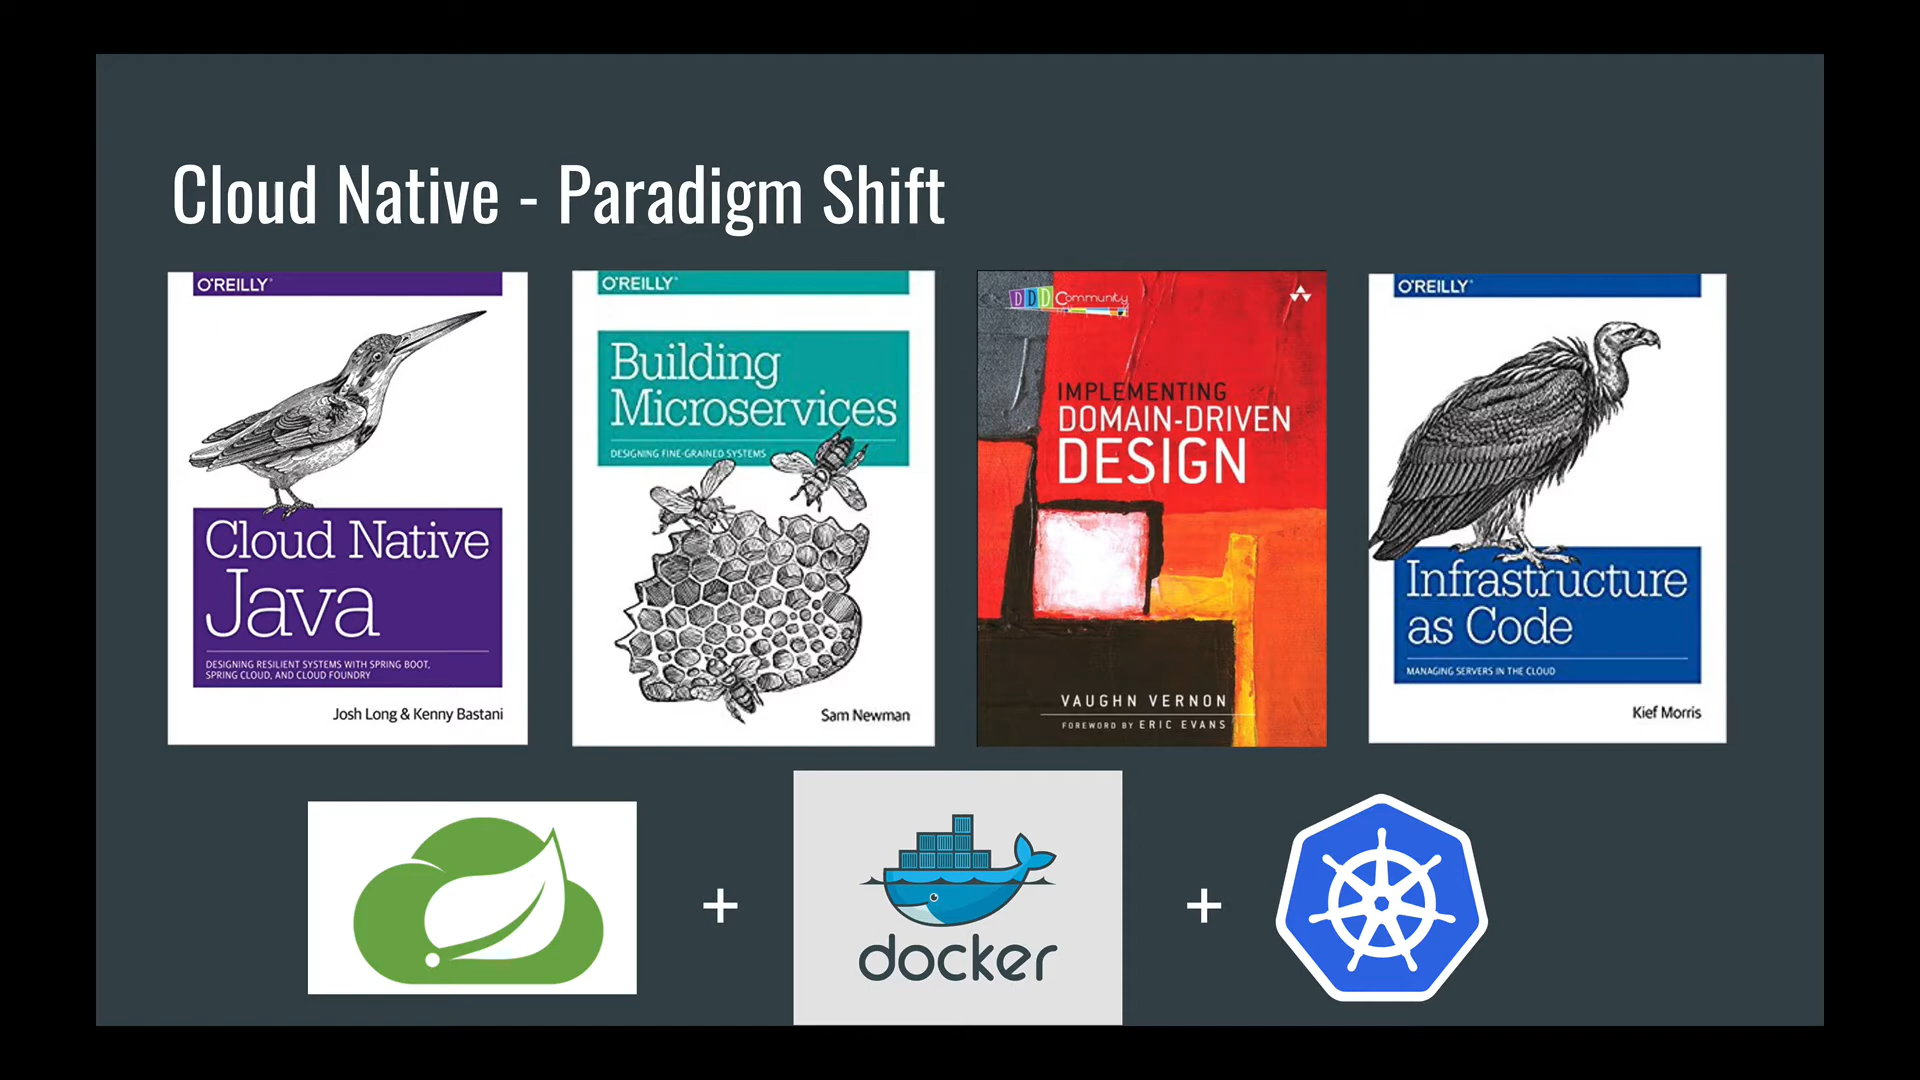 Cloud Native - Paradigm Shift
O'REILLY®
Cloud Native
Java
DESIGNING RESILIENT SYSTEMS WITH SPRING BOOT,
SPRING CLOUD, AND CLOUD FOUNDRY
Josh Long & Kenny Bastani
O'REILLY®
Building
Microservices
DESIGNING FINE-GRAINED SYSTEMS
Sam Newman
DDD Community
IMPLEMENTING
DOMAIN-DRIVEN
DESIGN
VAUGHN VERNON
FOREWORD BY ERIC EVANS
O'REILLY®
Infrastructure
as Code
MANAGING SERVERS IN THE CLOUD
Kief Morris
+
docker
+